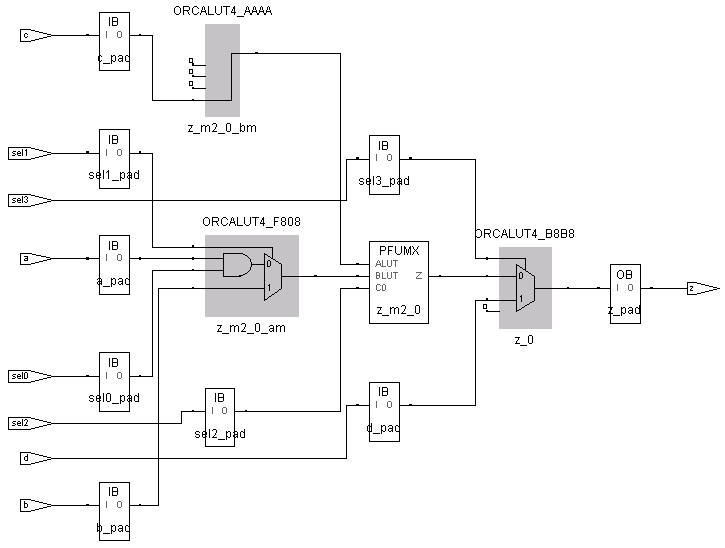 ORCALUT4_AAAA
IB
I O
c_pad
c
z_m2_0_bm
IB
I O
sel1_pad
sel1
IB
I O
sel3_pad
sel3
ORCALUT4_F808
ORCALUT4_B8B8
IB
I O
a_pad
a
0
1
z_m2_0_am
PFUMX
ALUT
BLUT Z
C0
z_m2_0
0
1
z_0
OB
I O
z_pad
z
IB
I O
sel0_pad
sel0
IB
I O
sel2_pad
sel2
IB
I O
d_pad
d
IB
I O
b_pad
b